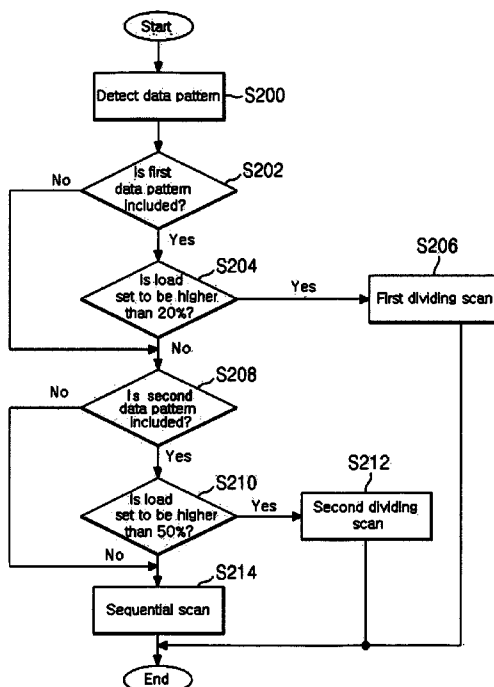 Start
Detect data pattern
S200
Is first
data pattern
included?
S202
No
Yes
Is load
set to be higher
than 20%?
S204
Yes
First dividing scan
S206
No
Is second
data pattern
included?
S208
No
Yes
Is load
set to be higher
than 50%?
S210
Yes
Second dividing
scan
S212
No
Sequential scan
S214
End